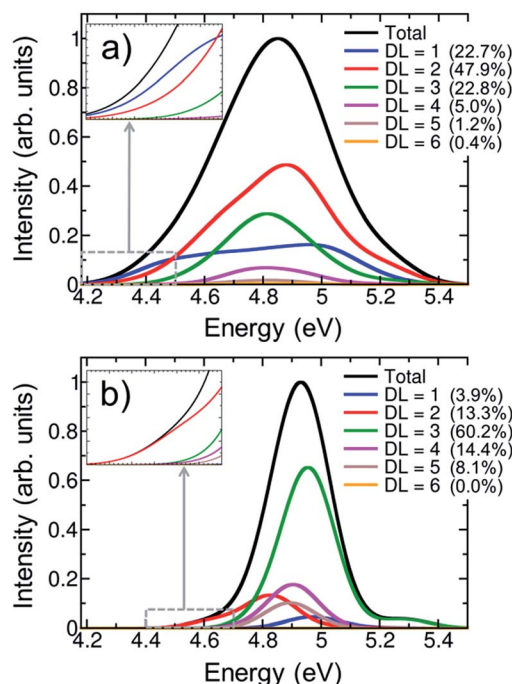 a)
Total
DL = 1 (22.7%)
DL = 2 (47.9%)
DL = 3 (22.8%)
DL = 4 (5.0%)
DL = 5 (1.2%)
DL = 6 (0.4%)
Intensity (arb. units)
1
0.8
0.6
0.4
0.2
0
4.2 4.4 4.6 4.8 5 5.2 5.4
Energy (eV)
b)
Total
DL = 1 (3.9%)
DL = 2 (13.3%)
DL = 3 (60.2%)
DL = 4 (14.4%)
DL = 5 (8.1%)
DL = 6 (0.0%)
Intensity (arb. units)
1
0.8
0.6
0.4
0.2
0
4.2 4.4 4.6 4.8 5 5.2 5.4
Energy (eV)